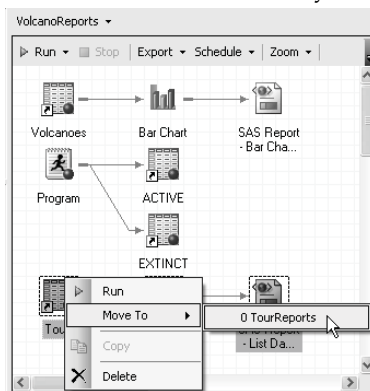 VolcanoReports
Run Stop Export Schedule Zoom
Volcanoes Bar Chart SAS Report
- Bar Cha...
Program ACTIVE
EXTINCT
Run
Move To 0 TourReports
Copy - List Da...
Delete